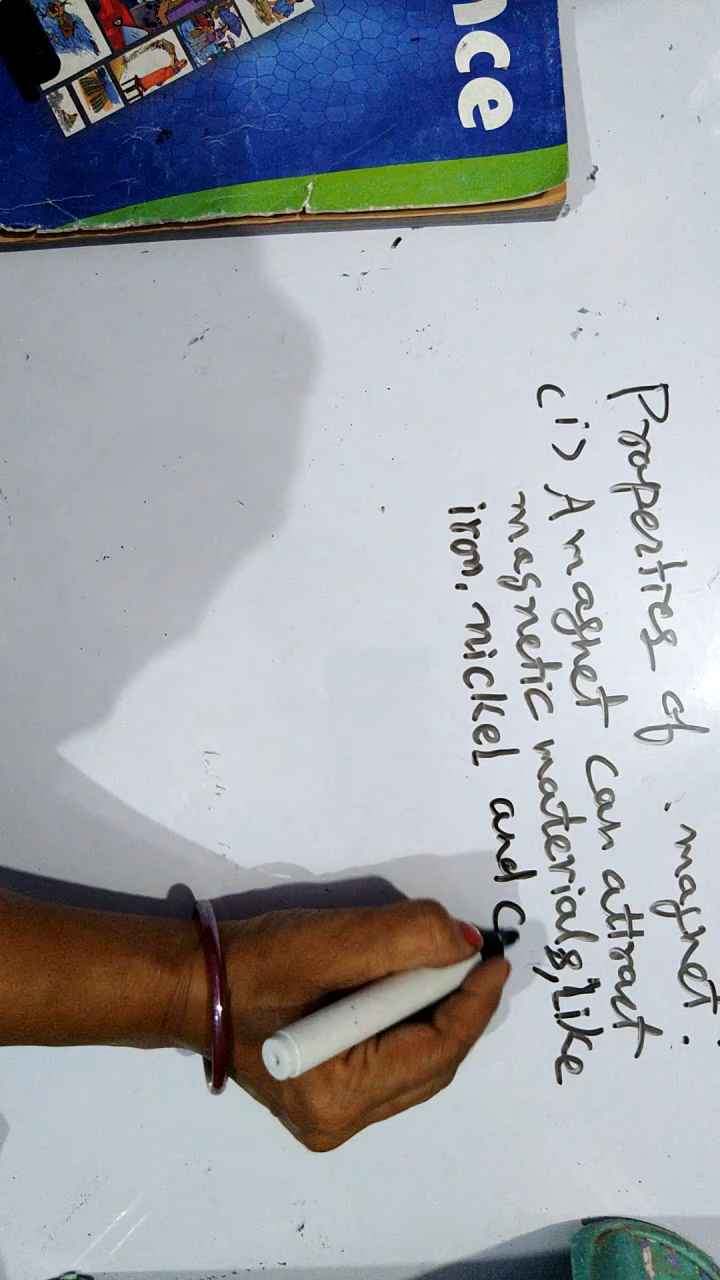 nce
Properties of magnet.
(i) A magnet can attract
magnetic materials, like
iron, nickel and c